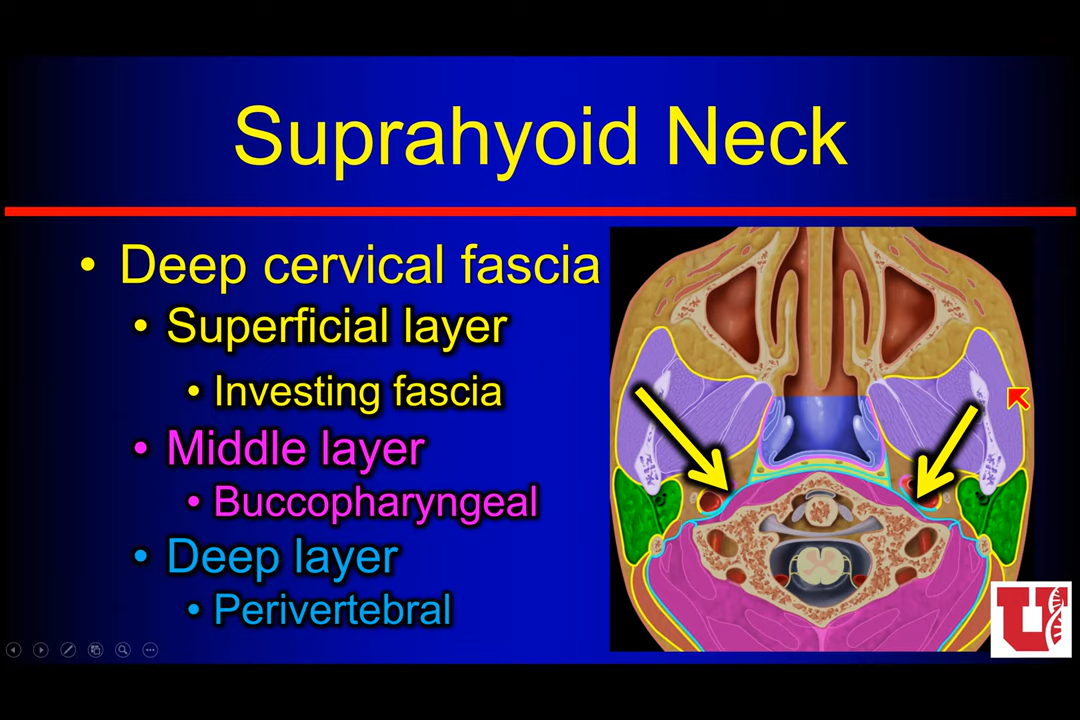 Suprahyoid Neck
• Deep cervical fascia
• Superficial layer
• Investing fascia
• Middle layer
• Buccopharyngeal
• Deep layer
• Perivertebral
U